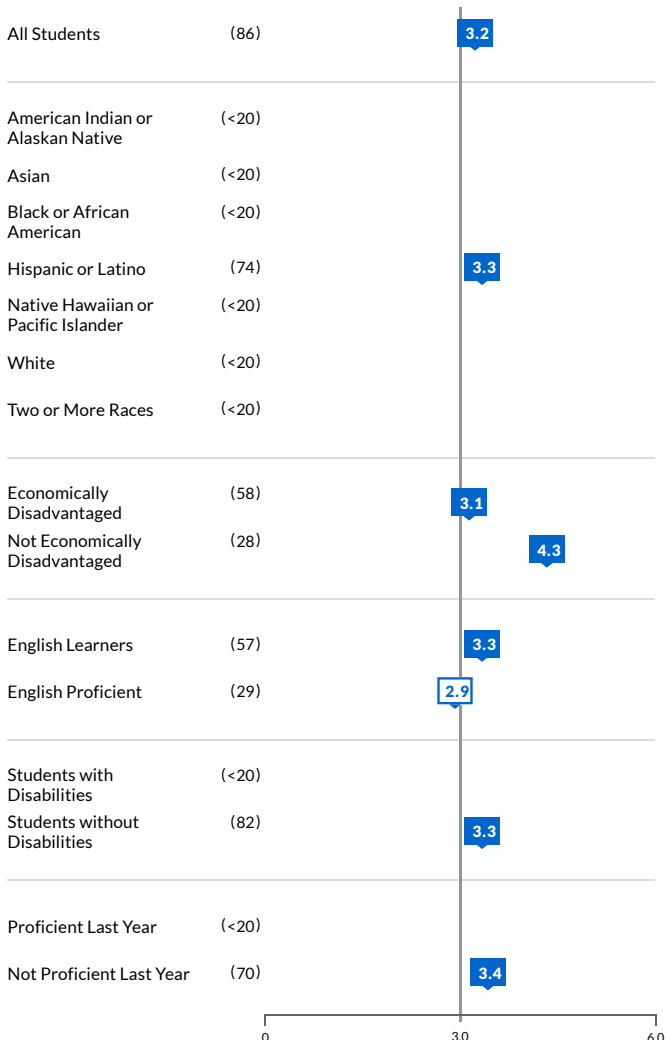 All Students (86) 3.2
American Indian or
Alaskan Native (<20)
Asian (<20)
Black or African
American (<20)
Hispanic or Latino (74) 3.3
Native Hawaiian or
Pacific Islander (<20)
White (<20)
Two or More Races (<20)
Economically
Disadvantaged (58) 3.1
Not Economically
Disadvantaged (28) 4.3
English Learners (57) 3.3
English Proficient (29) 2.9
Students with
Disabilities (<20)
Students without
Disabilities (82) 3.3
Proficient Last Year (<20)
Not Proficient Last Year (70) 3.4
0 3.0 6.0